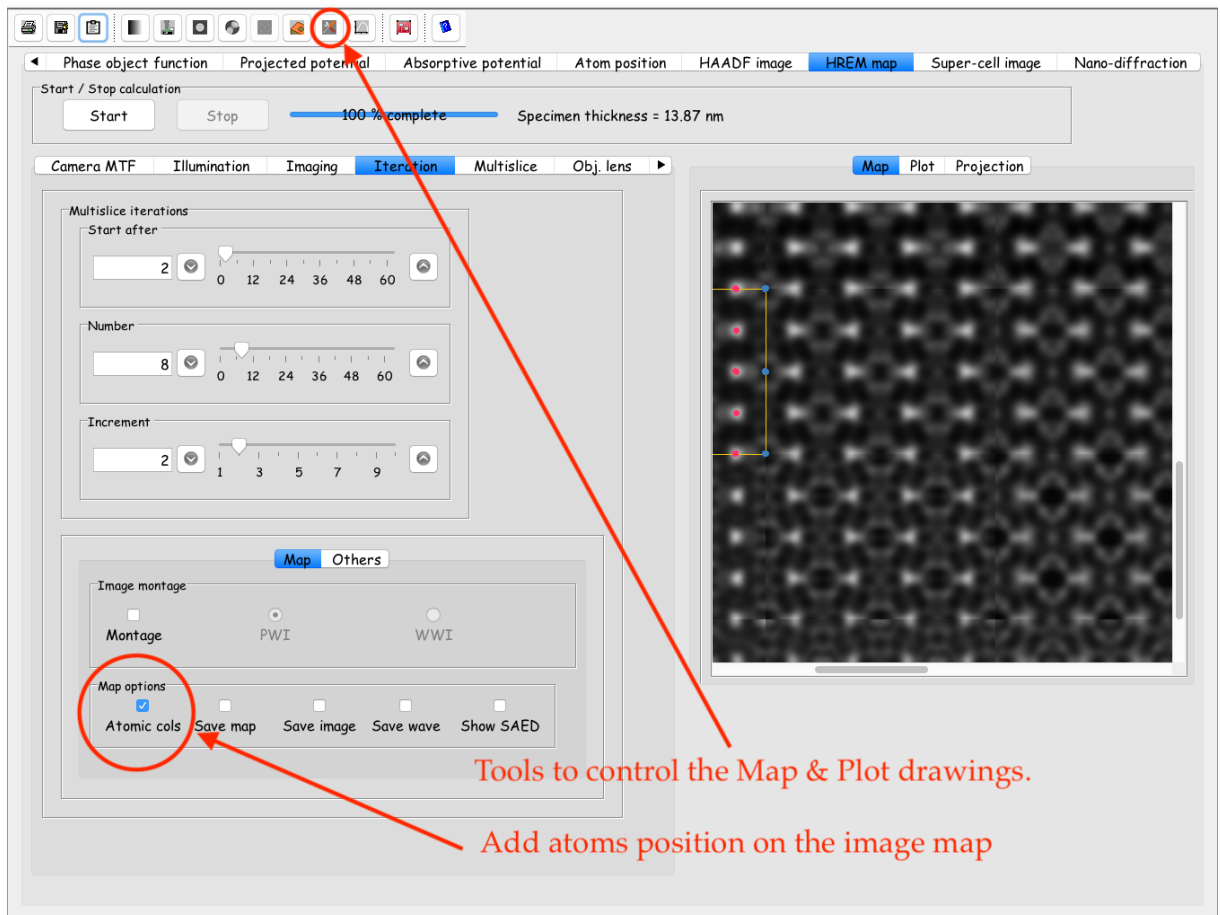 Phase object function Projected potential Absorptive potential Atom position HAADF image HREM map Super-cell image Nano-diffraction
Start / Stop calculation
Start Stop 100 % complete Specimen thickness = 13.87 nm
Camera MTF Illumination Imaging Iteration Multislice Obj. lens
Map Plot Projection
Multislice iterations
Start after
2
0 12 24 36 48 60
Number
8
0 12 24 36 48 60
Increment
2
1 3 5 7 9
Map Others
Image montage
Montage PWI WWI
Map options
Atomic cols Save map Save image Save wave Show SAED
Tools to control the Map & Plot drawings.
Add atoms position on the image map